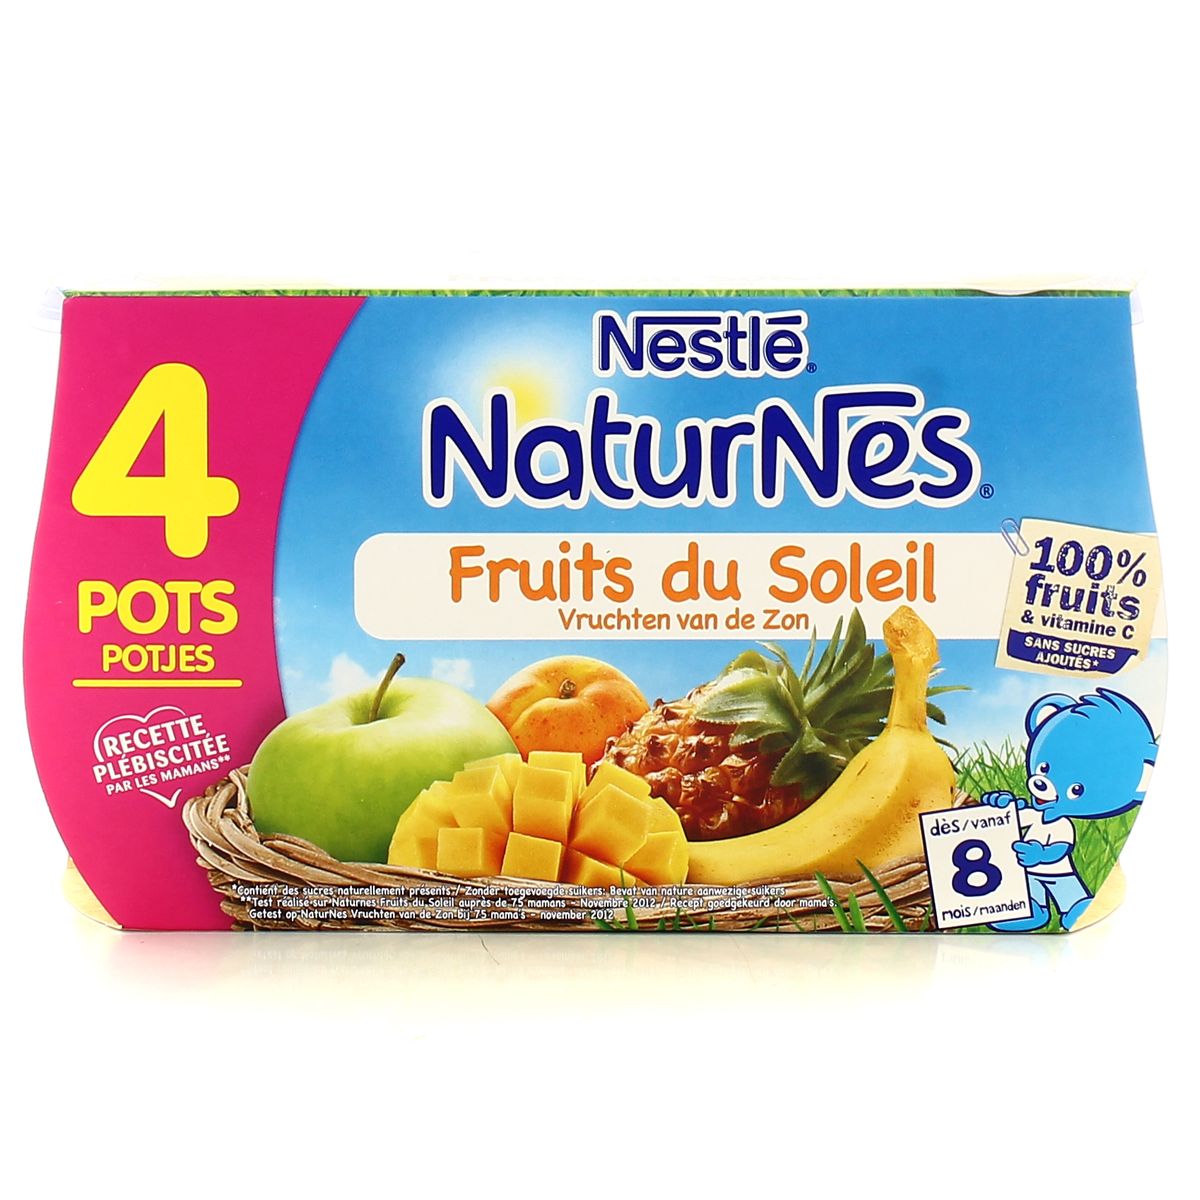 4
POTS
POTJES
RECETTE
PLÉBISCITÉE
PAR LES MAMANS**
Nestlé®
NaturNes®
Fruits du Soleil
Vruchten van de Zon
100%
fruits
& vitamine C
SANS SUCRES
AJOUTÉS*
dès/vanaf
8
mois/maanden
*Contient des sucres naturellement présents / Zonder toegevoegde suikers: Bevat van nature aanwezige suikers
**Test réalisé sur Naturnes Fruits du Soleil auprès de 75 mamans - Novembre 2012 / Recept goedgekeurd door mama's.
Getest op NaturNes Vruchten van de Zon bij 75 mama's - november 2012